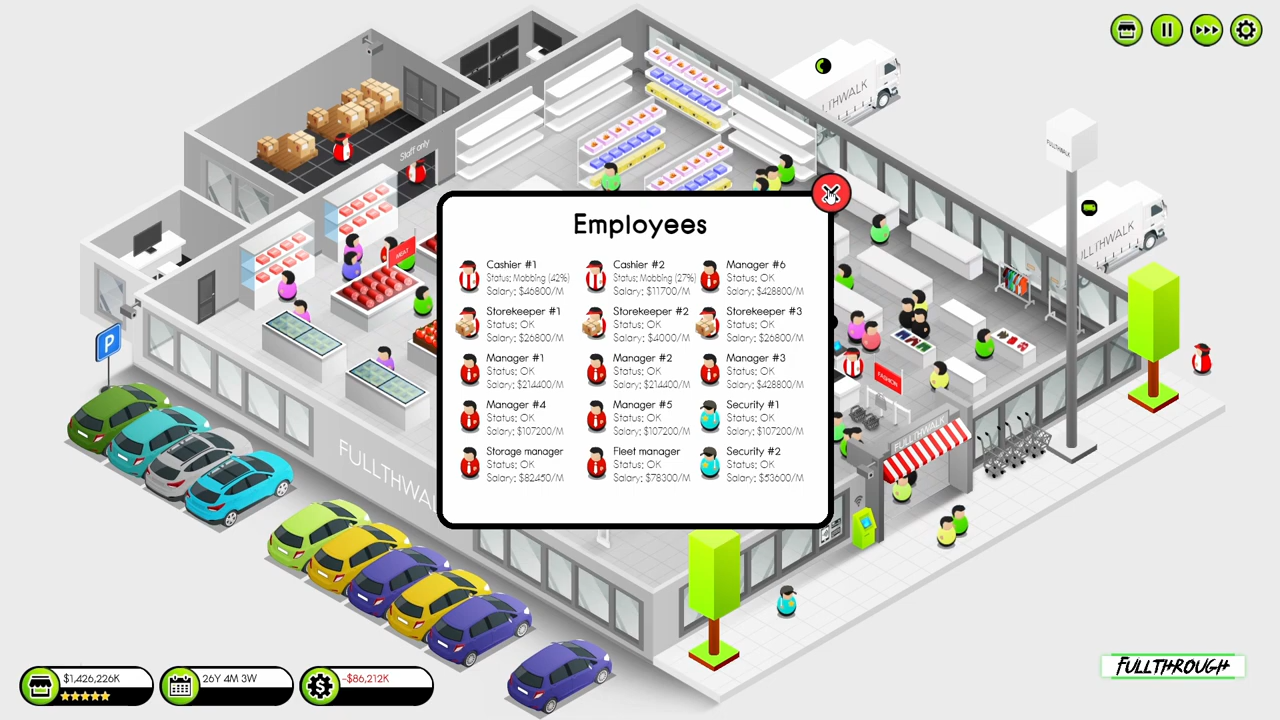 FULLTHWALK
FULLTHWALK
FULLTHWALK
Staff only
MEAT
Employees
Cashier #1
Status: Mobbing (42%)
Salary: $46800/M
Cashier #2
Status: Mobbing (27%)
Salary: $11700/M
Manager #6
Status: OK
Salary: $428800/M
Storekeeper #1
Status: OK
Salary: $26800/M
Storekeeper #2
Status: OK
Salary: $4000/M
Storekeeper #3
Status: OK
Salary: $26800/M
Manager #1
Status: OK
Salary: $214400/M
Manager #2
Status: OK
Salary: $214400/M
Manager #3
Status: OK
Salary: $428800/M
Manager #4
Status: OK
Salary: $107200/M
Manager #5
Status: OK
Salary: $107200/M
Security #1
Status: OK
Salary: $107200/M
Storage manager
Status: OK
Salary: $82450/M
Fleet manager
Status: OK
Salary: $78300/M
Security #2
Status: OK
Salary: $53600/M
P
FASHION
FULLTHWALK
FULLTHWAL
$1,426,226K
26Y 4M 3W
-$86,212K
FULLTHROUGH